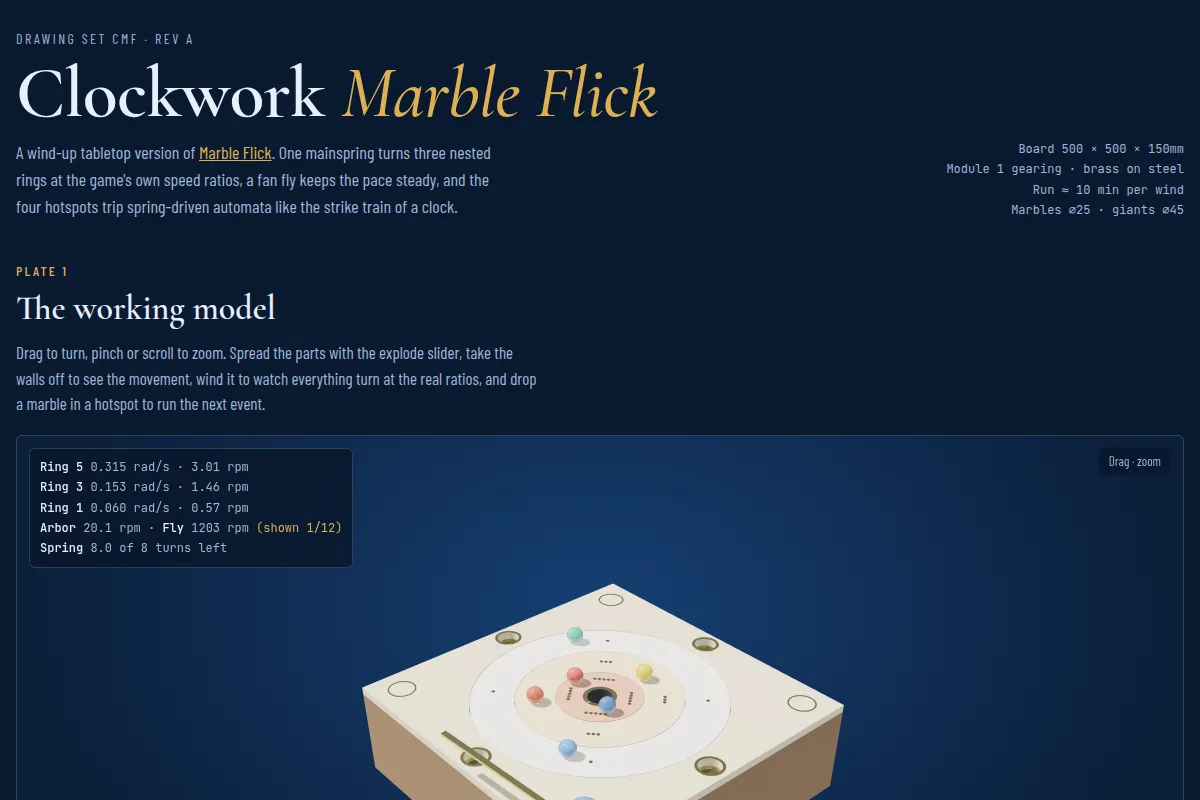 DRAWING SET CMF · REV A
Clockwork Marble Flick
A wind-up tabletop version of Marble Flick. One mainspring turns three nested
rings at the game's own speed ratios, a fan fly keeps the pace steady, and the
four hotspots trip spring-driven automata like the strike train of a clock.
Board 500 × 500 × 150mm
Module 1 gearing · brass on steel
Run ≈ 10 min per wind
Marbles ⌀25 · giants ⌀45
PLATE 1
The working model
Drag to turn, pinch or scroll to zoom. Spread the parts with the explode slider, take the
walls off to see the movement, wind it to watch everything turn at the real ratios, and drop
a marble in a hotspot to run the next event.
Ring 5 0.315 rad/s · 3.01 rpm
Ring 3 0.153 rad/s · 1.46 rpm
Ring 1 0.060 rad/s · 0.57 rpm
Arbor 20.1 rpm · Fly 1203 rpm (shown 1/12)
Spring 8.0 of 8 turns left
Drag · zoom